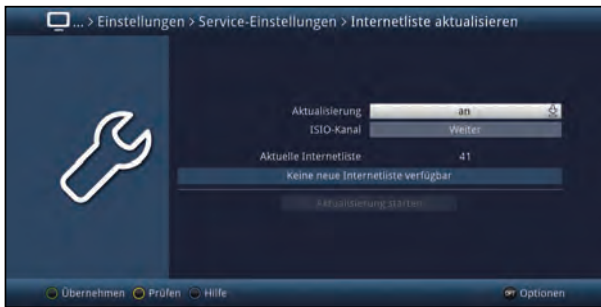 ... > Einstellungen > Service-Einstellungen > Internetliste aktualisieren
Aktualisierung an
ISIO-Kanal Weiter
Aktuelle Internetliste 41
Keine neue Internetliste verfügbar
Aktualisierung starten
Übernehmen Prüfen Hilfe OPT Optionen